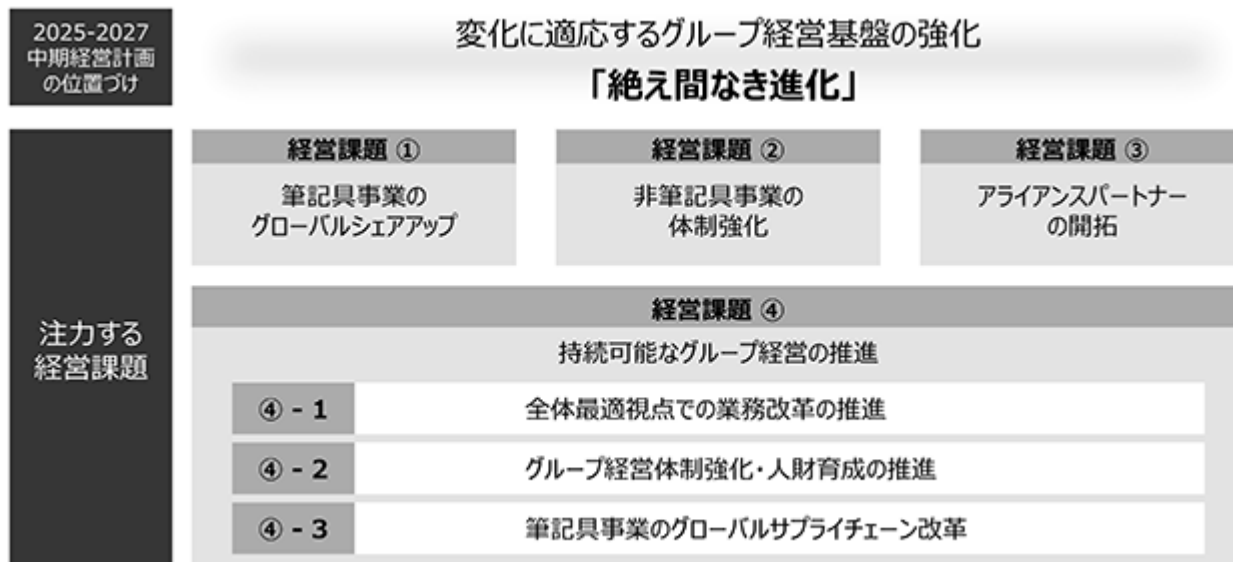 2025-2027
中期経営計画
の位置づけ
変化に適応するグループ経営基盤の強化
「絶え間なき進化」
注力する
経営課題
経営課題 ①
筆記具事業の
グローバルシェアアップ
経営課題 ②
非筆記具事業の
体制強化
経営課題 ③
アライアンスパートナー
の開拓
経営課題 ④
持続可能なグループ経営の推進
④ - 1
全体最適視点での業務改革の推進
④ - 2
グループ経営体制強化・人財育成の推進
④ - 3
筆記具事業のグローバルサプライチェーン改革